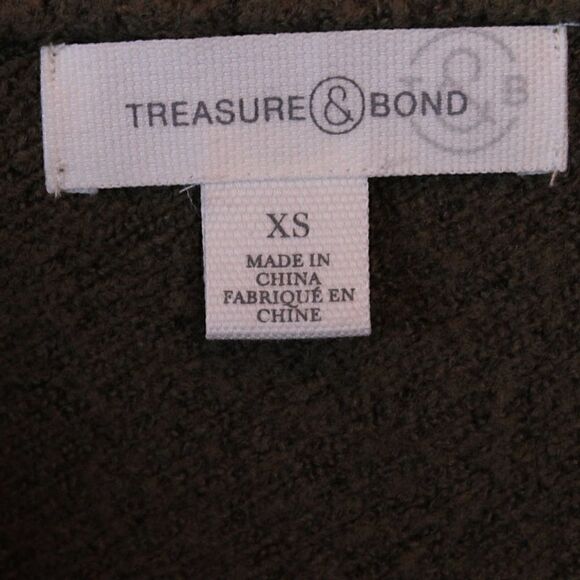 TREASURE & BOND
& B
XS
MADE IN
CHINA
FABRIQUÉ EN
CHINE